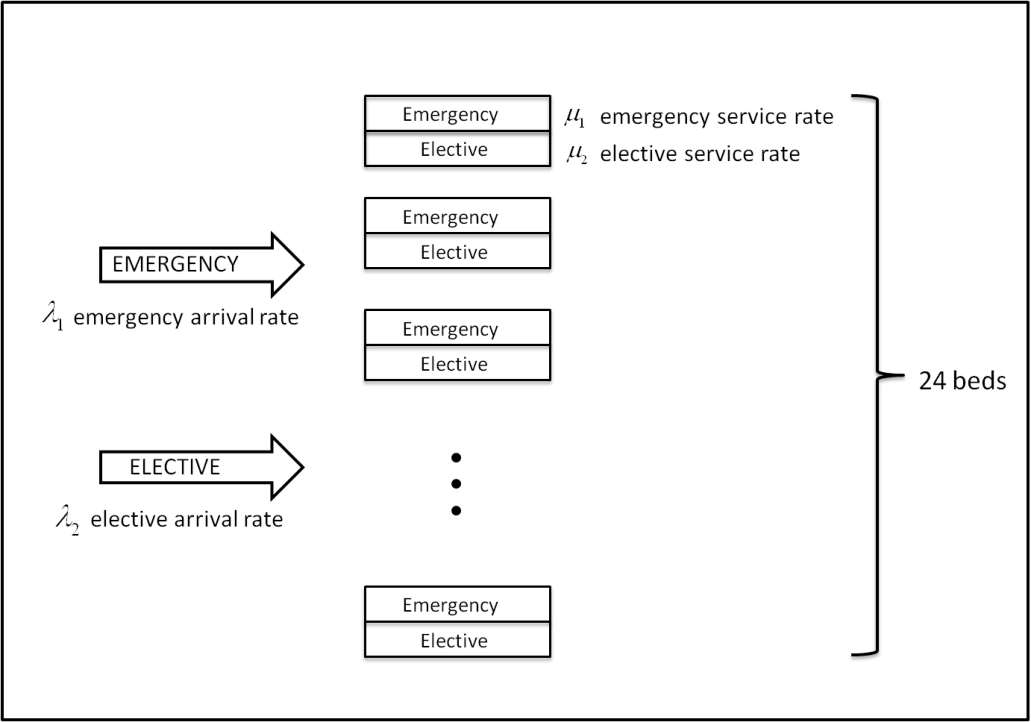 Emergency
Elective
μ₁ emergency service rate
μ₂ elective service rate
Emergency
Elective
EMERGENCY
λ₁ emergency arrival rate
Emergency
Elective
24 beds
ELECTIVE
λ₂ elective arrival rate
Emergency
Elective